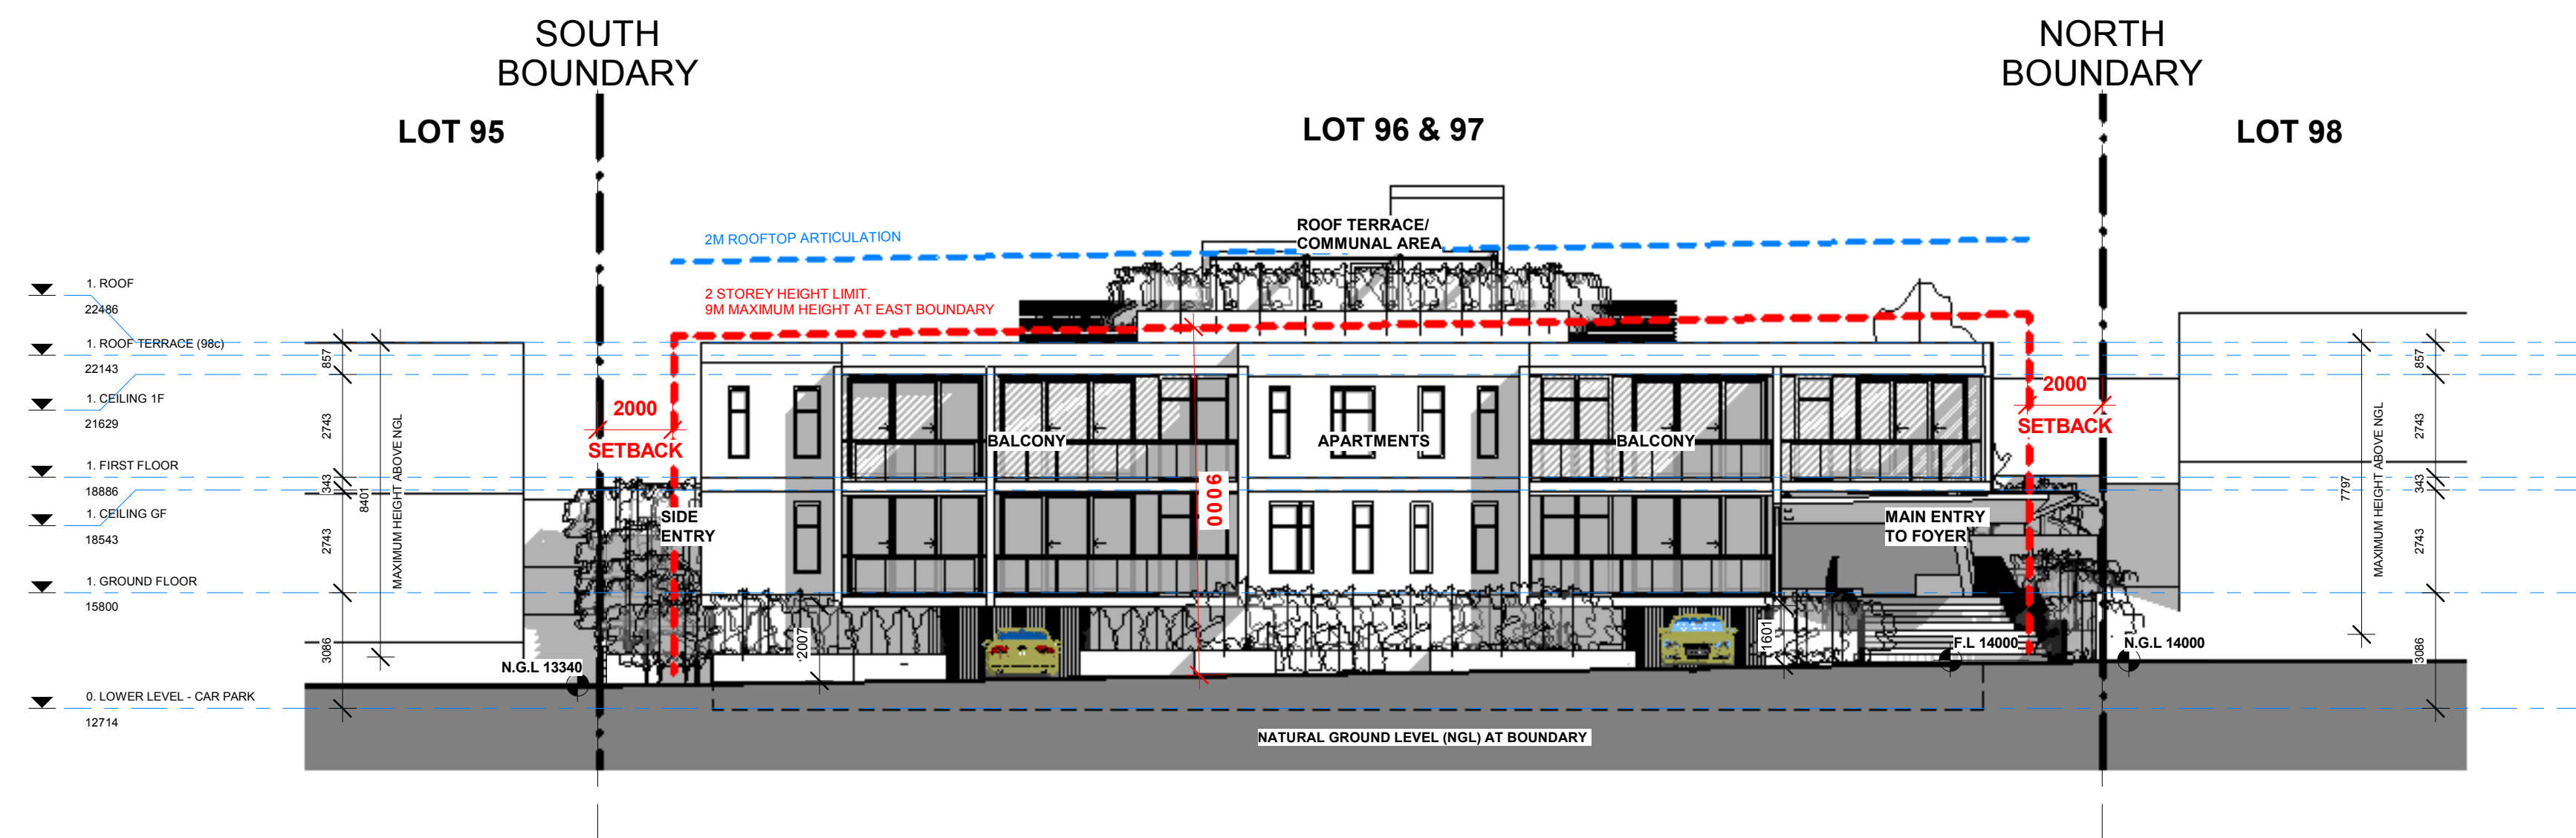 SOUTH
BOUNDARY
NORTH
BOUNDARY
LOT 95
LOT 96 & 97
LOT 98
ROOF TERRACE/
COMMUNAL AREA
2M ROOFTOP ARTICULATION
2 STOREY HEIGHT LIMIT.
9M MAXIMUM HEIGHT AT EAST BOUNDARY
1. ROOF
22486
1. ROOF TERRACE (98c)
22143
1. CEILING 1F
21629
1. FIRST FLOOR
18886
1. CEILING GF
18543
1. GROUND FLOOR
15800
0. LOWER LEVEL - CAR PARK
12714
857
2743
343
2743
3086
8401
MAXIMUM HEIGHT ABOVE NGL
2000
SETBACK
SIDE
ENTRY
BALCONY
APARTMENTS
BALCONY
9000
MAIN ENTRY
TO FOYER
2000
SETBACK
2007
1601
N.G.L 13340
F.L 14000
N.G.L 14000
7797
MAXIMUM HEIGHT ABOVE NGL
857
2743
343
2743
3086
NATURAL GROUND LEVEL (NGL) AT BOUNDARY